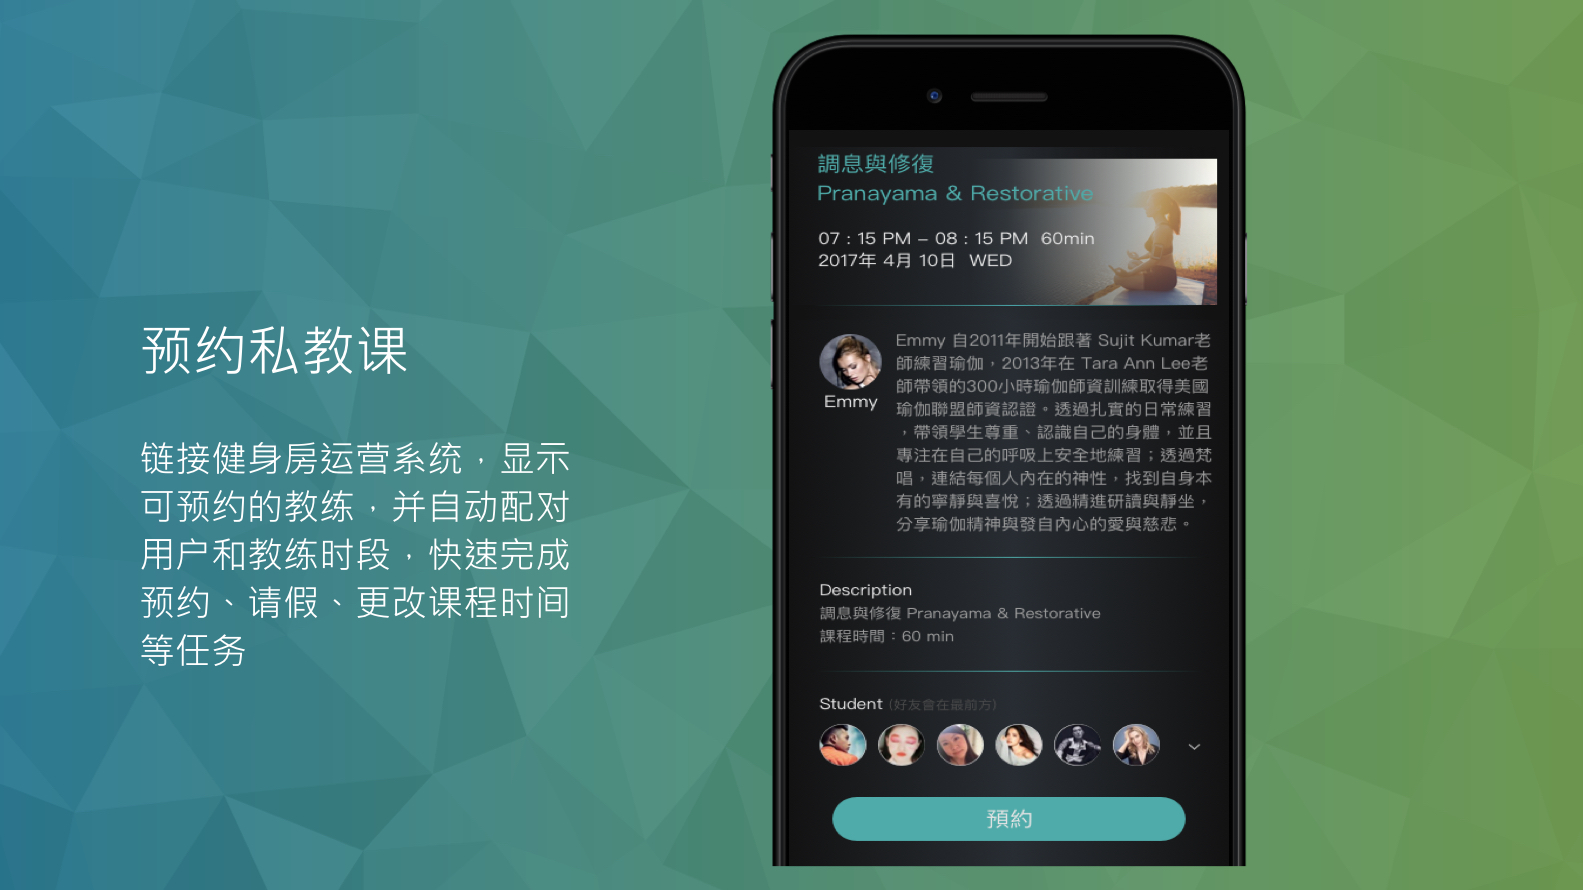 预约私教课
链接健身房运营系统，显示
可预约的教练，并自动配对
用户和教练时段，快速完成
预约、请假、更改课程时间
等任务
調息與修復
Pranayama & Restorative
07 : 15 PM – 08 : 15 PM 60min
2017年 4月 10日 WED
Emmy
Emmy 自2011年開始跟著 Sujit Kumar老
師練習瑜伽，2013年在 Tara Ann Lee老
師帶領的300小時瑜伽師資訓練取得美國
瑜伽聯盟師資認證。透過扎實的日常練習
，帶領學生尊重、認識自己的身體，並且
專注在自己的呼吸上安全地練習；透過梵
唱，連結每個人內在的神性，找到自身本
有的寧靜與喜悅；透過精進研讀與靜坐，
分享瑜伽精神與發自內心的愛與慈悲。
Description
調息與修復 Pranayama & Restorative
課程時間：60 min
Student (好友會在最前方)
預約